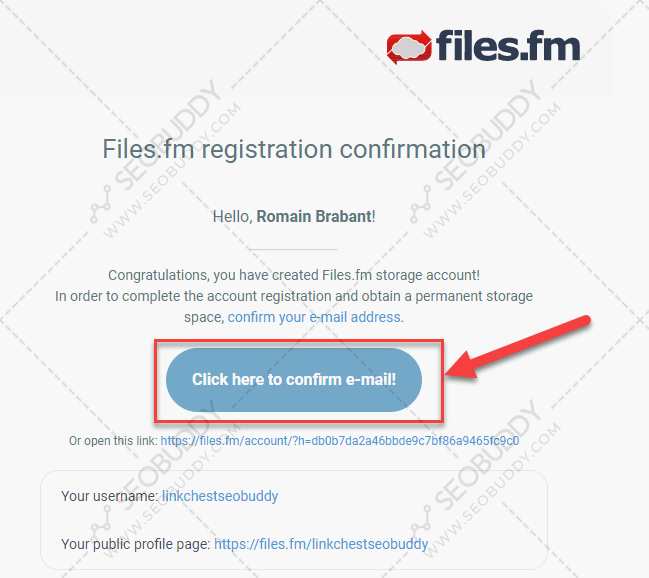 files.fm
Files.fm registration confirmation
Hello, Romain Brabant!
Congratulations, you have created Files.fm storage account!
In order to complete the account registration and obtain a permanent storage
space, confirm your e-mail address.
Click here to confirm e-mail!
Or open this link: https://files.fm/account/?h=db0b7da2a46bbde9c7bf86a9465fc9c0
Your username: linkchestseobuddy
Your public profile page: https://files.fm/linkchestseobuddy
SEOBUDDY
WWW.SEOBUDDY.COM
SEOBUDDY
WWW.SEOBUDDY.COM
SEOBUDDY
WWW.SEOBUDDY.COM
SEOBUDDY
WWW.SEOBUDDY.COM